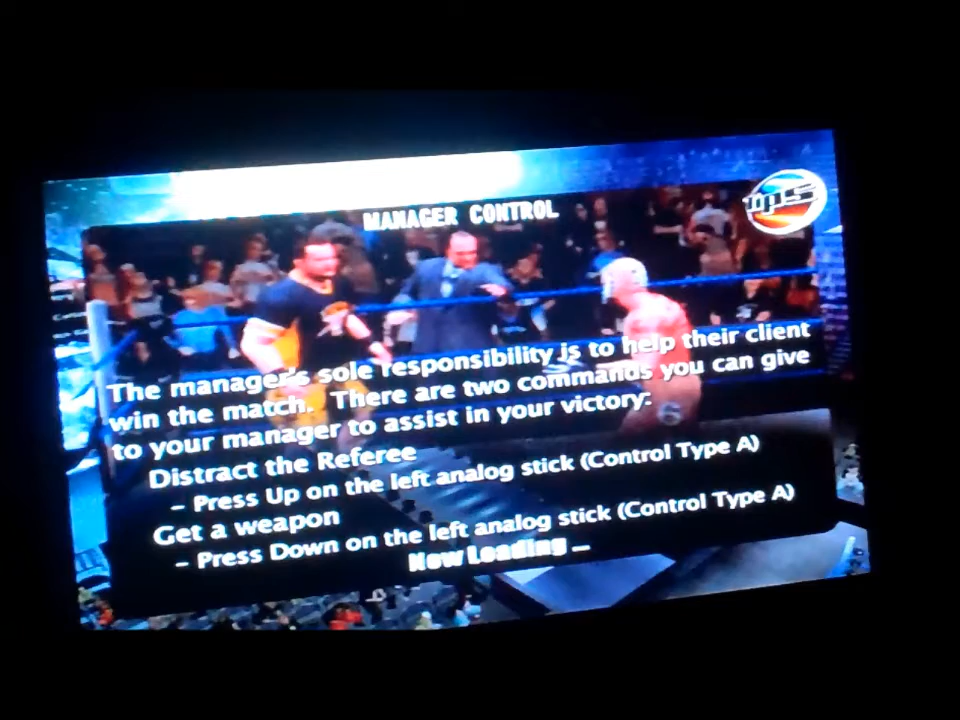 MANAGER CONTROL
The manager's sole responsibility is to help their client
win the match. There are two commands you can give
to your manager to assist in your victory:
Distract the Referee
– Press Up on the left analog stick (Control Type A)
Get a weapon
– Press Down on the left analog stick (Control Type A)
Now Loading ...